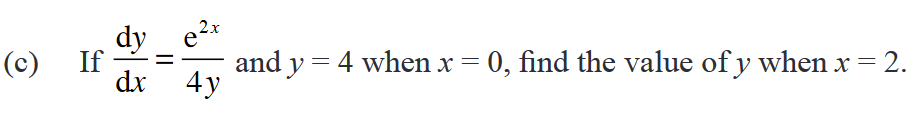 (c) If dy/dx = e^{2x}/4y and y = 4 when x = 0, find the value of y when x = 2.